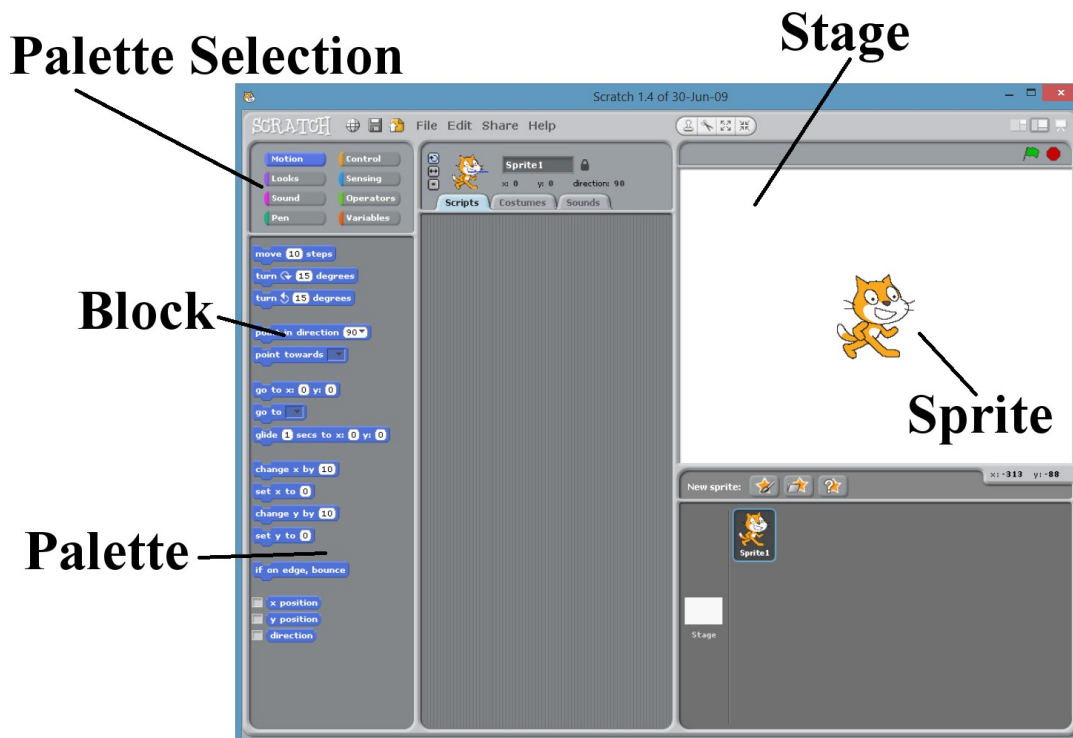 Palette Selection
Stage
Scratch 1.4 of 30-Jun-09
SCRATCH File Edit Share Help
Motion Control
Looks Sensing
Sound Operators
Pen Variables
Sprite1
x: 0 y: 0 direction: 90
Scripts Costumes Sounds
move 10 steps
turn 15 degrees
turn 15 degrees
Block
point in direction 90
point towards
go to x: 0 y: 0
go to
glide 1 secs to x: 0 y: 0
Sprite
change x by 10
set x to 0
change y by 10
set y to 0
Palette
if on edge, bounce
x position
y position
direction
x: -313 y: -88
New sprite:
Sprite1
Stage